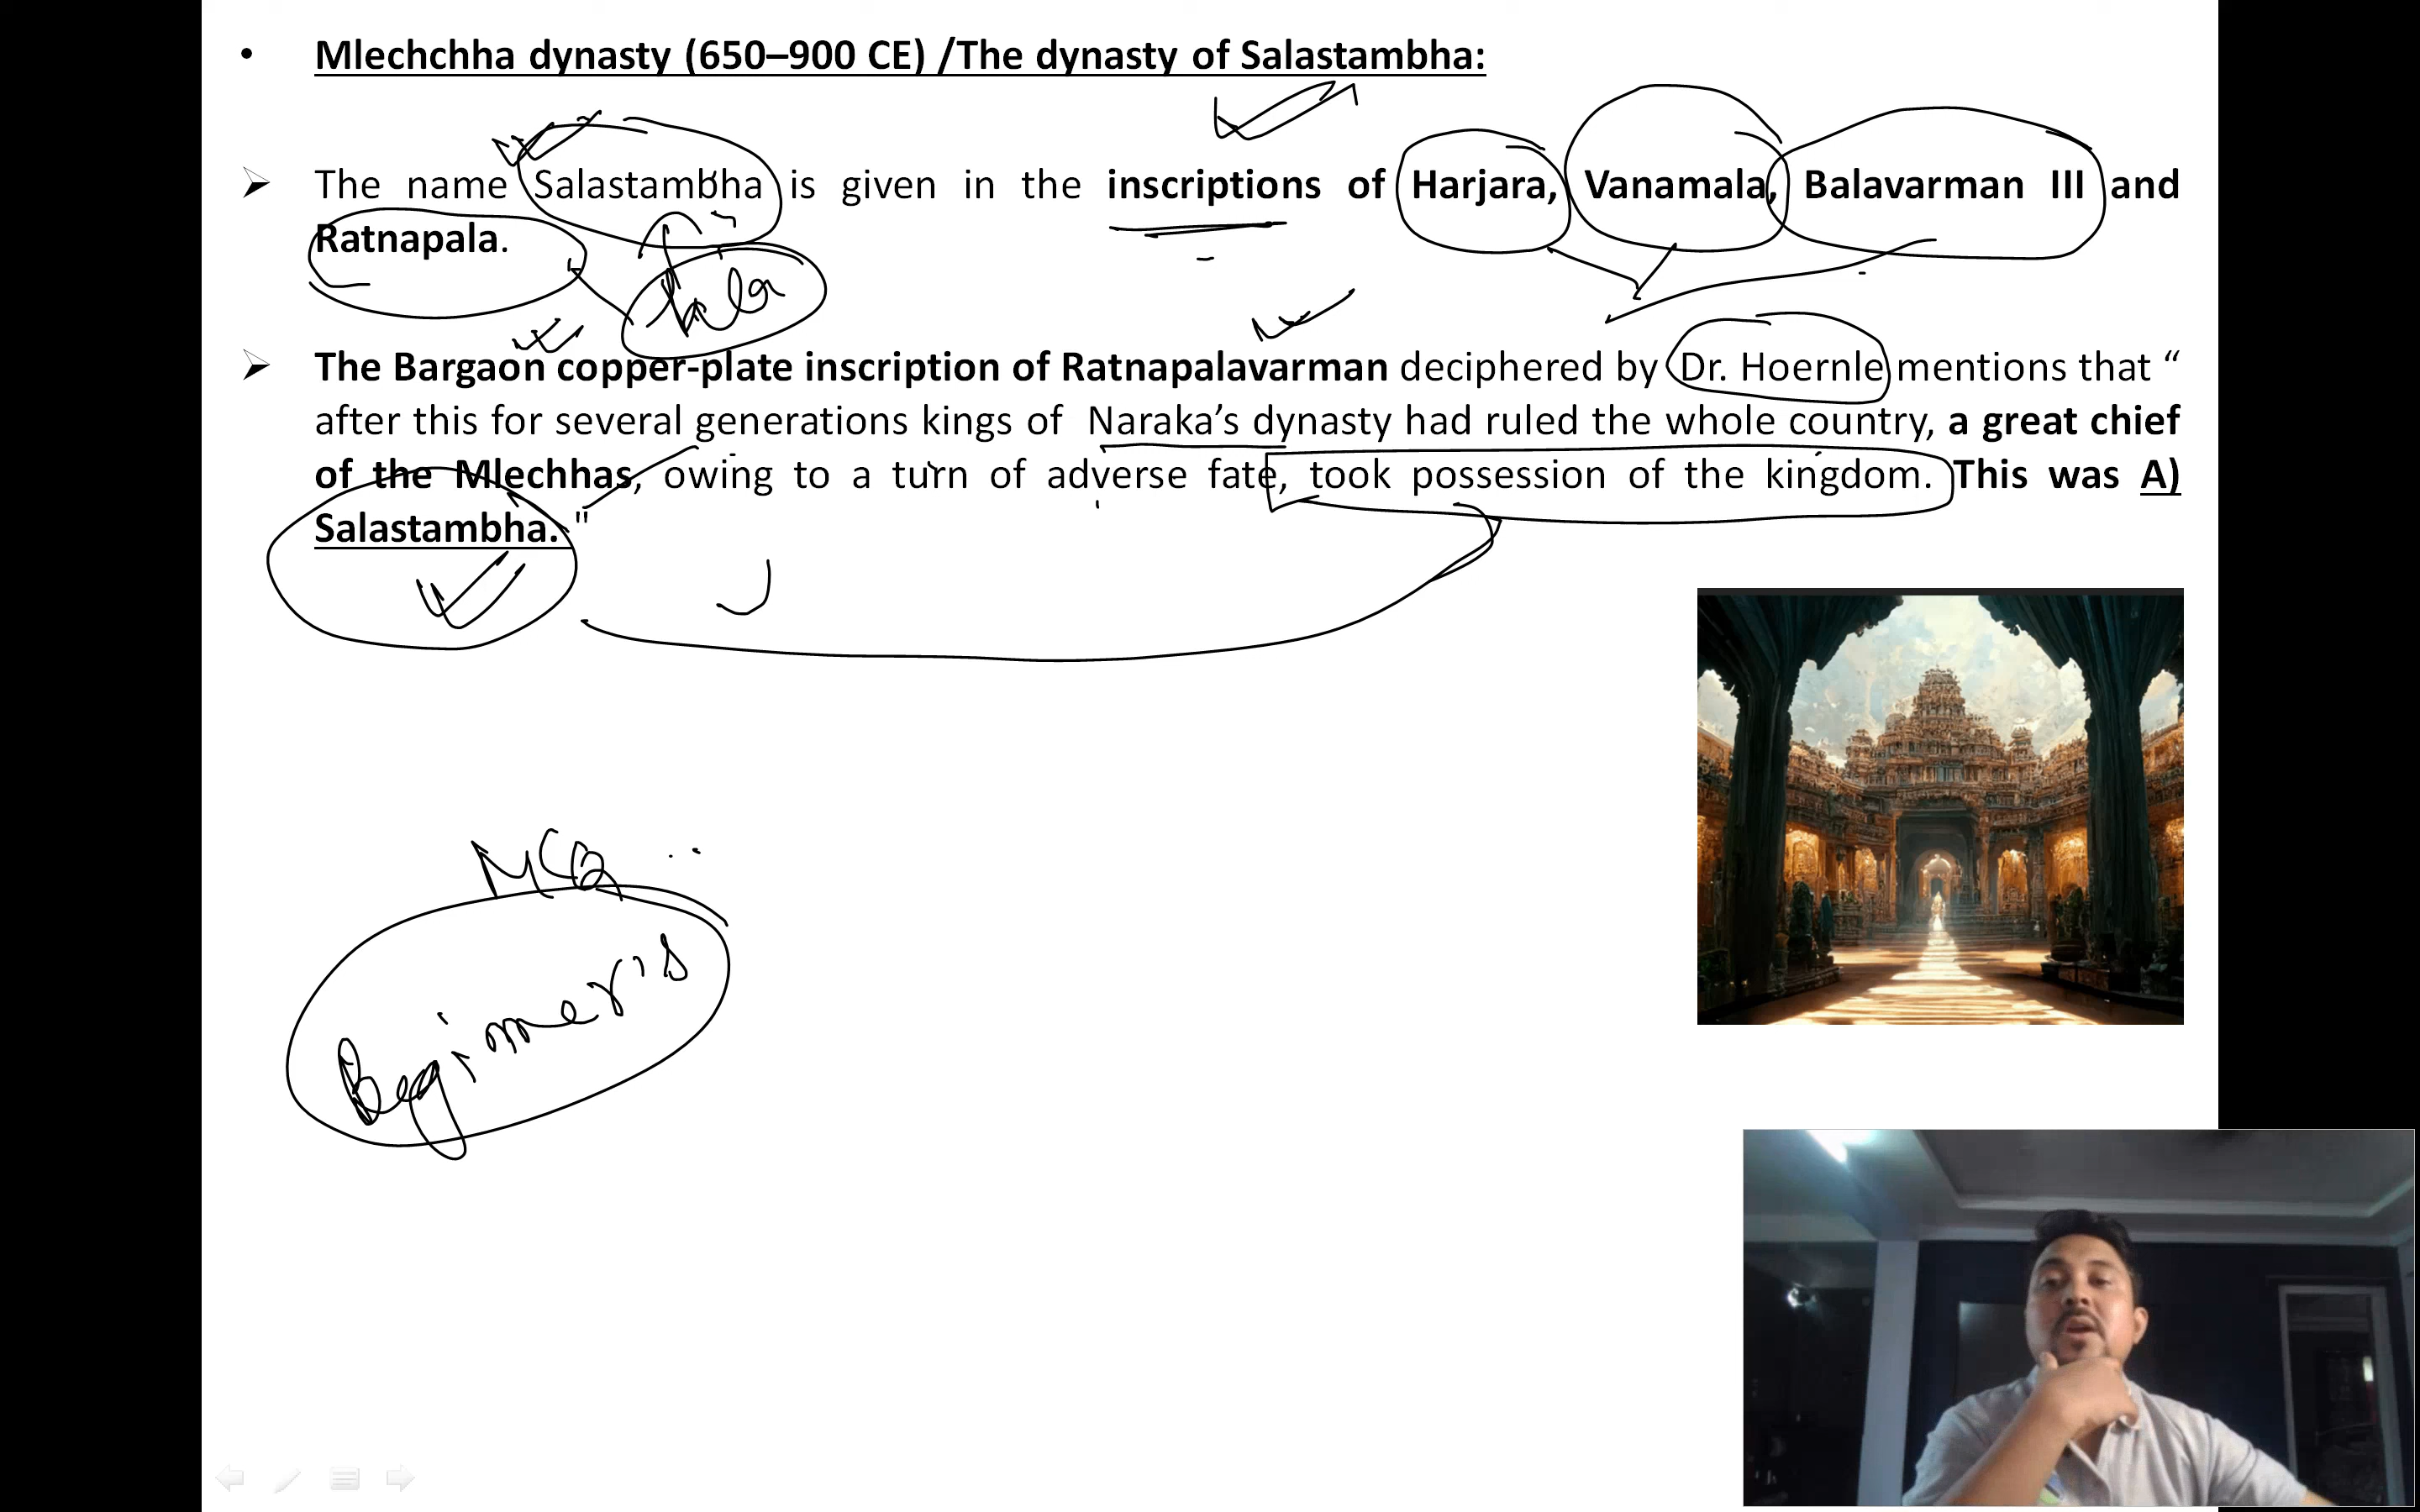 • Mlechchha dynasty (650–900 CE) /The dynasty of Salastambha:
➢ The name Salastambha is given in the inscriptions of Harjara, Vanamala, Balavarman III and
Ratnapala.
Pala
➢ The Bargaon copper-plate inscription of Ratnapalavarman deciphered by Dr. Hoernle mentions that “
after this for several generations kings of Naraka’s dynasty had ruled the whole country, a great chief
of the Mlechhas, owing to a turn of adverse fate, took possession of the kingdom. This was A)
Salastambha. "
MCQ
Beginner's